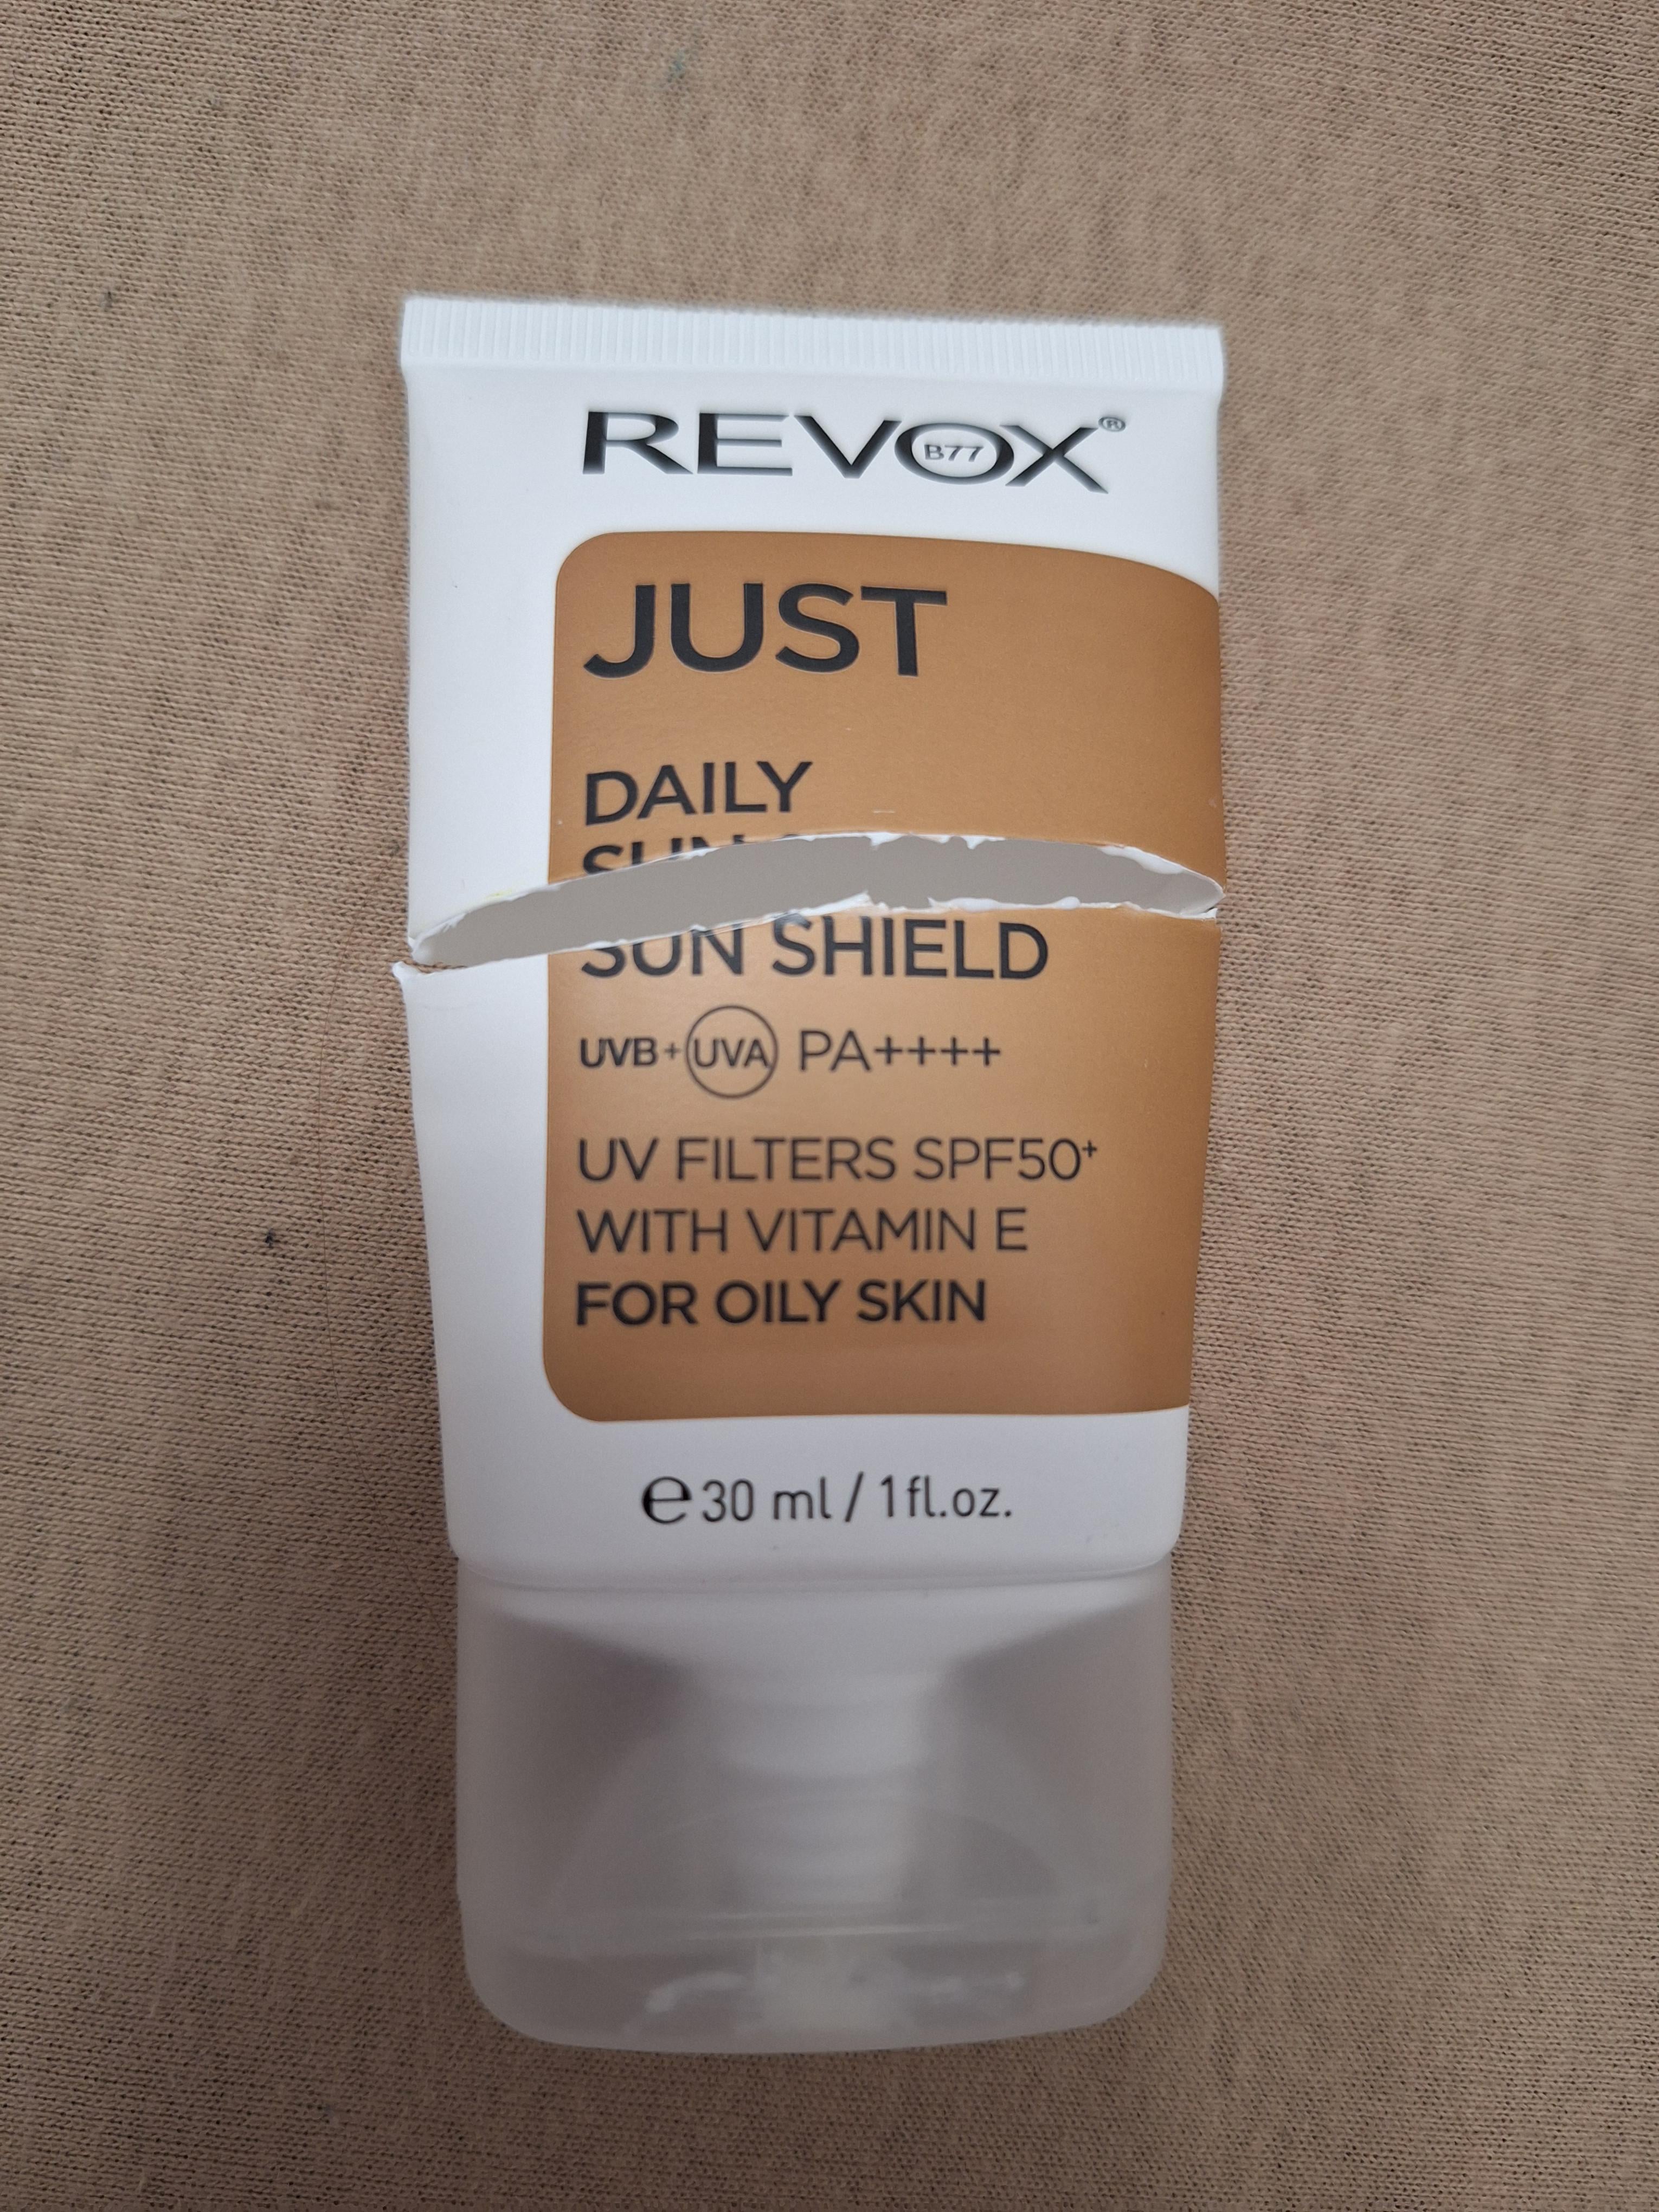 REVOX®
B77
JUST
DAILY
SUN S
SUN SHIELD
UVB+UVA PA++++
UV FILTERS SPF50+
WITH VITAMIN E
FOR OILY SKIN
℮30 ml / 1fl.oz.